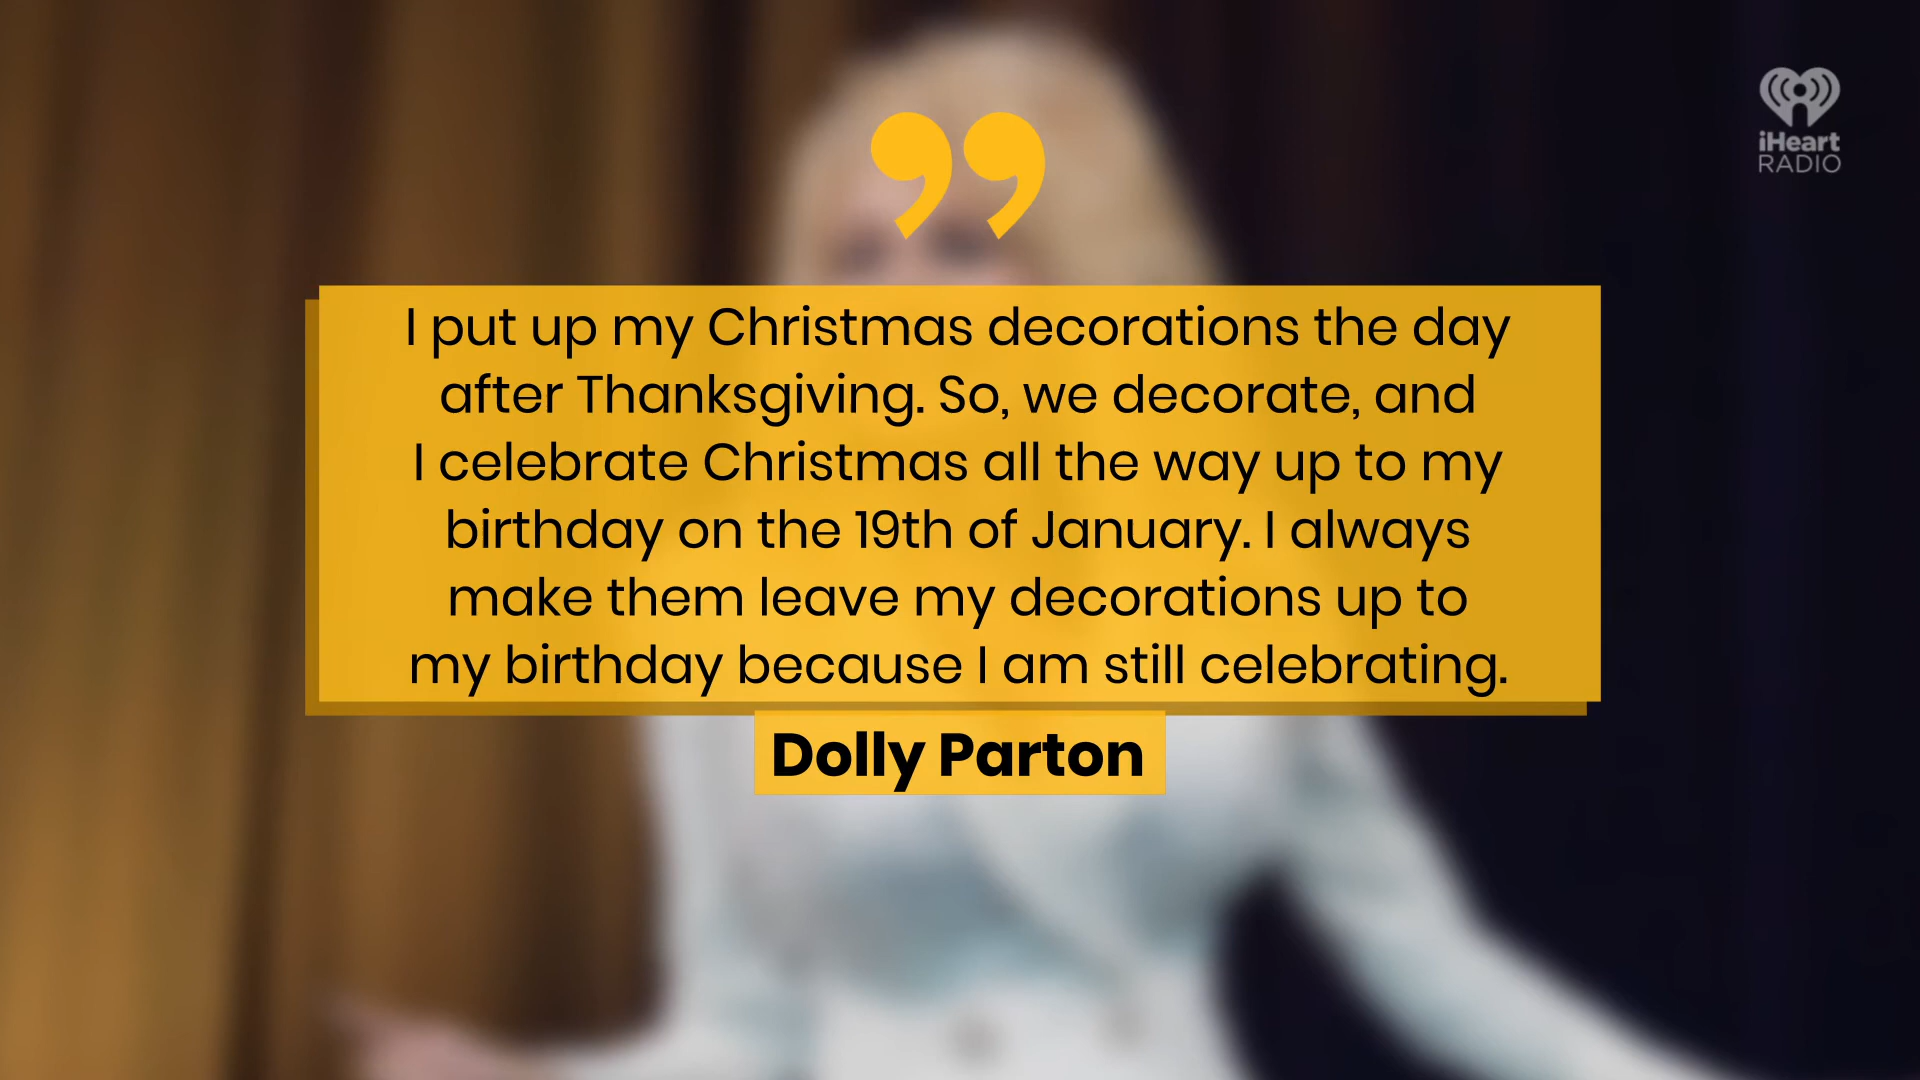 iHeart
RADIO
”
I put up my Christmas decorations the day
after Thanksgiving. So, we decorate, and
I celebrate Christmas all the way up to my
birthday on the 19th of January. I always
make them leave my decorations up to
my birthday because I am still celebrating.
Dolly Parton